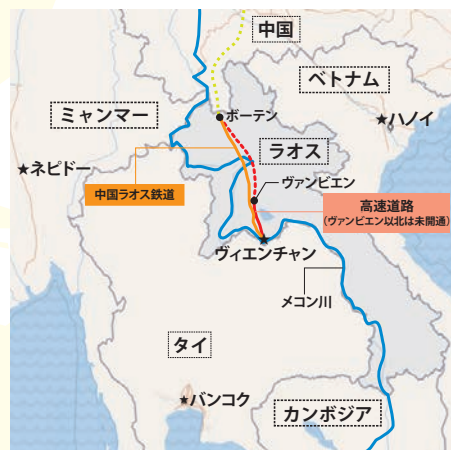 中国
ベトナム
ボーテン
ミャンマー
ハノイ
ラオス
ネピドー
ヴァンビエン
中国ラオス鉄道
高速道路
(ヴァンビエン以北は未開通)
ヴィエンチャン
メコン川
タイ
バンコク
カンボジア